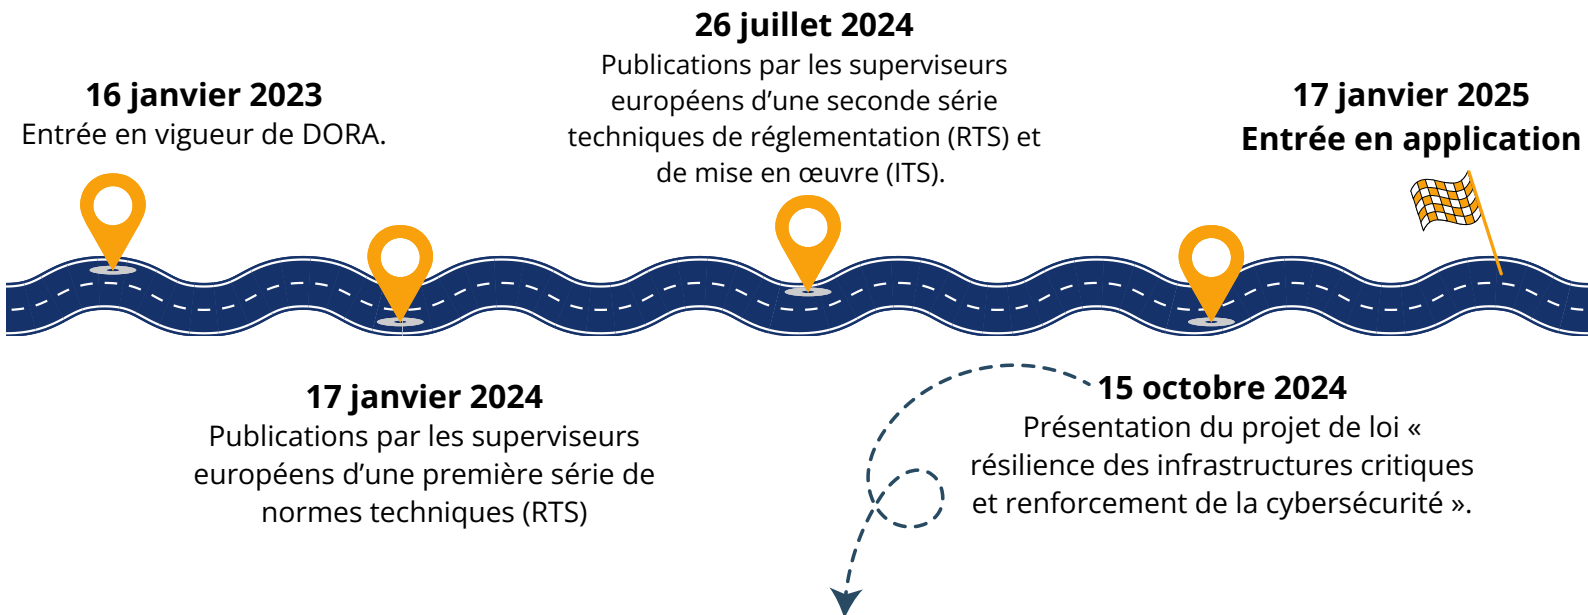 16 janvier 2023
Entrée en vigueur de DORA.
17 janvier 2024
Publications par les superviseurs
européens d’une première série de
normes techniques (RTS)
26 juillet 2024
Publications par les superviseurs
européens d’une seconde série
techniques de réglementation (RTS) et
de mise en œuvre (ITS).
15 octobre 2024
Présentation du projet de loi «
résilience des infrastructures critiques
et renforcement de la cybersécurité ».
17 janvier 2025
Entrée en application